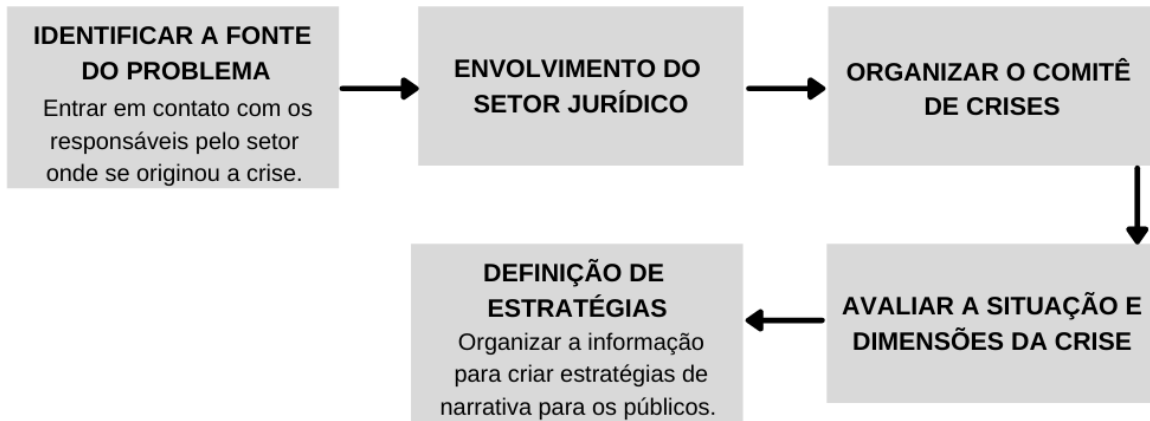 IDENTIFICAR A FONTE
DO PROBLEMA
Entrar em contato com os
responsáveis pelo setor
onde se originou a crise.
ENVOLVIMENTO DO
SETOR JURÍDICO
ORGANIZAR O COMITÊ
DE CRISES
AVALIAR A SITUAÇÃO E
DIMENSÕES DA CRISE
DEFINIÇÃO DE
ESTRATÉGIAS
Organizar a informação
para criar estratégias de
narrativa para os públicos.